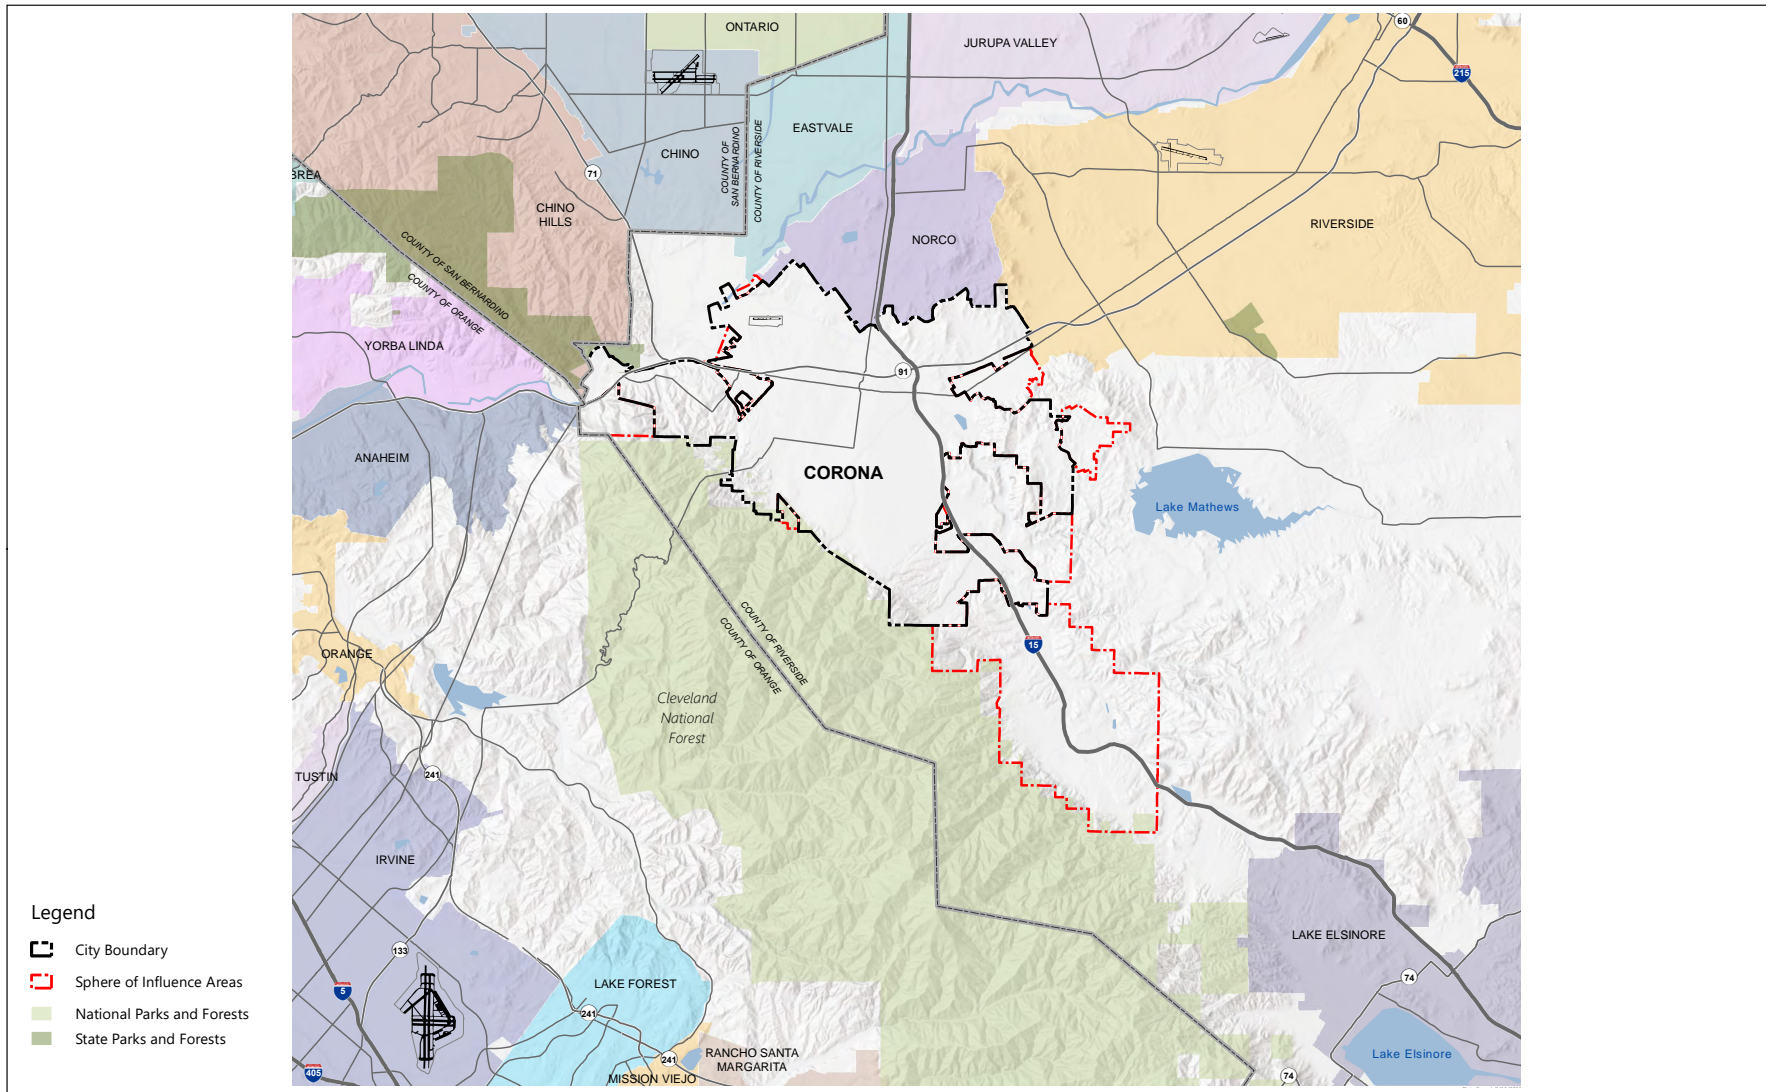 ONTARIO
JURUPA VALLEY
60
215
EASTVALE
CHINO
COUNTY OF
SAN BERNARDINO
COUNTY OF RIVERSIDE
BREA
71
CHINO
HILLS
RIVERSIDE
NORCO
COUNTY OF SAN BERNARDINO
COUNTY OF ORANGE
YORBA LINDA
91
ANAHEIM
CORONA
Lake Mathews
COUNTY OF RIVERSIDE
COUNTY OF ORANGE
15
ORANGE
Cleveland
National
Forest
241
TUSTIN
IRVINE
LAKE ELSINORE
133
74
LAKE FOREST
5
241
241
RANCHO SANTA
MARGARITA
Lake Elsinore
405
MISSION VIEJO
74
Legend
City Boundary
Sphere of Influence Areas
National Parks and Forests
State Parks and Forests